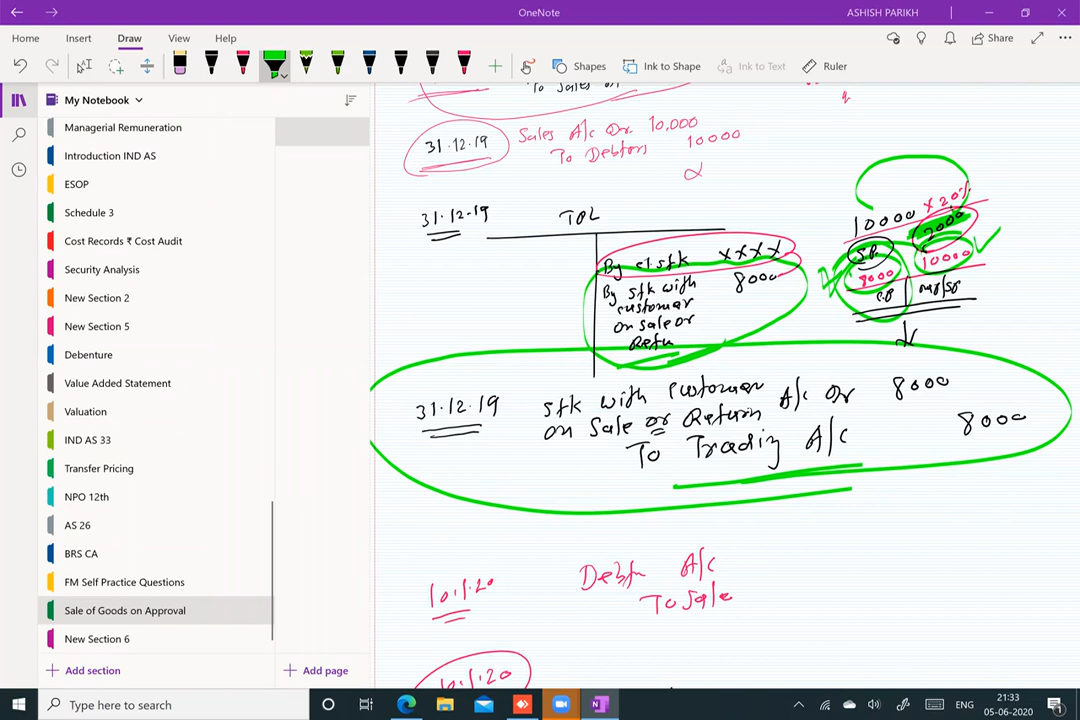 OneNote
ASHISH PARIKH
Home Insert Draw View Help
Share
Shapes
Ink to Shape
Ink to Text
Ruler
My Notebook
Managerial Remuneration
Introduction IND AS
ESOP
Schedule 3
Cost Records ₹ Cost Audit
Security Analysis
New Section 2
New Section 5
Debenture
Value Added Statement
Valuation
IND AS 33
Transfer Pricing
NPO 12th
AS 26
BRS CA
FM Self Practice Questions
Sale of Goods on Approval
New Section 6
Add section
Add page
To Sales
31.12.19 Sales A/c Dr 10,000
To Debtors 10000
31.12.19
10000 x 20%
2000
SP
8000 10000
CP
By cl stk xxxx
By stk with 8000
customer
on sale or
Retn
31.12.19 stk with customer A/c Dr 8000
on Sale or Return
To Trading A/c 8000
10.1.20 Debtr A/c
To Sale
10.1.20
Type here to search
ENG
21:33
05-06-2020